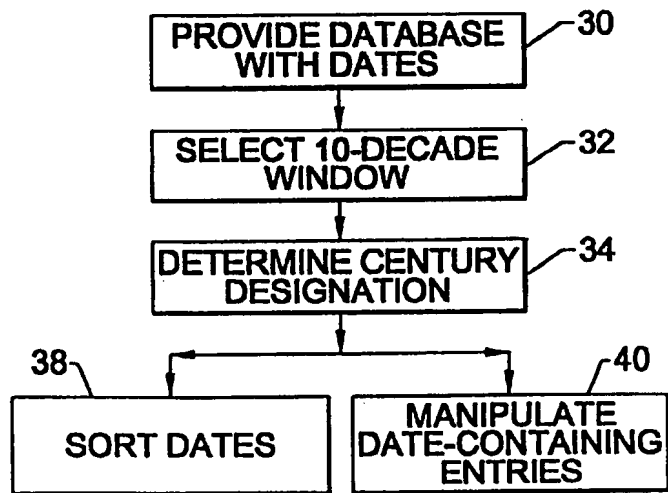 PROVIDE DATABASE
WITH DATES
30
SELECT 10-DECADE
WINDOW
32
DETERMINE CENTURY
DESIGNATION
34
38
SORT DATES
40
MANIPULATE
DATE-CONTAINING
ENTRIES